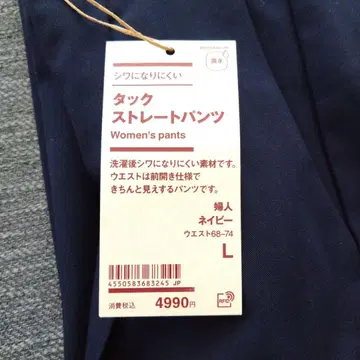 シワになりにくい
タック
ストレートパンツ
Women's pants
洗濯後シワになりにくい素材です。
ウエストは前開き仕様で
きちんと見えするパンツです。
婦人
ネイビー
ウエスト68-74
L
4550583683245 JP
消費税込 4990円
RFID